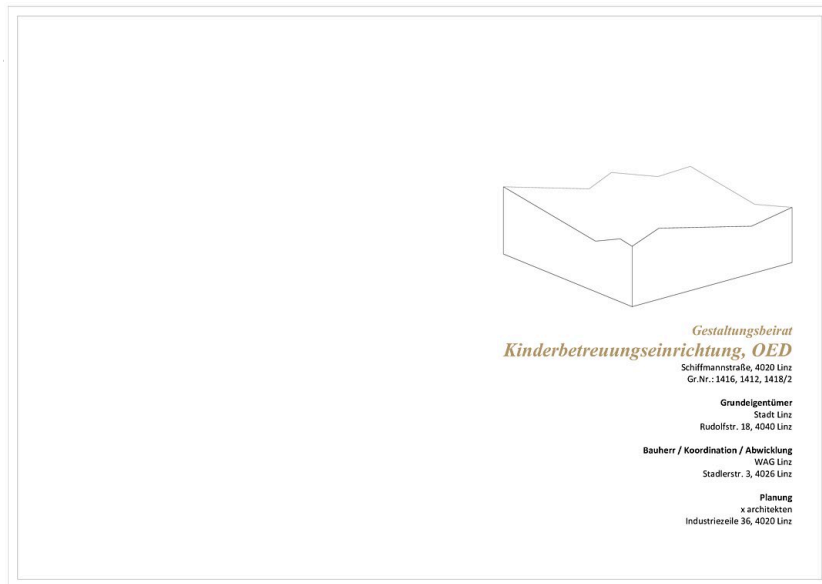 Gestaltungsbeirat
Kinderbetreuungseinrichtung, OED
Schiffmannstraße, 4020 Linz
Gr.Nr.: 1416, 1412, 1418/2
Grundeigentümer
Stadt Linz
Rudolfstr. 18, 4040 Linz
Bauherr / Koordination / Abwicklung
WAG Linz
Stadlerstr. 3, 4026 Linz
Planung
x architekten
Industriezeile 36, 4020 Linz